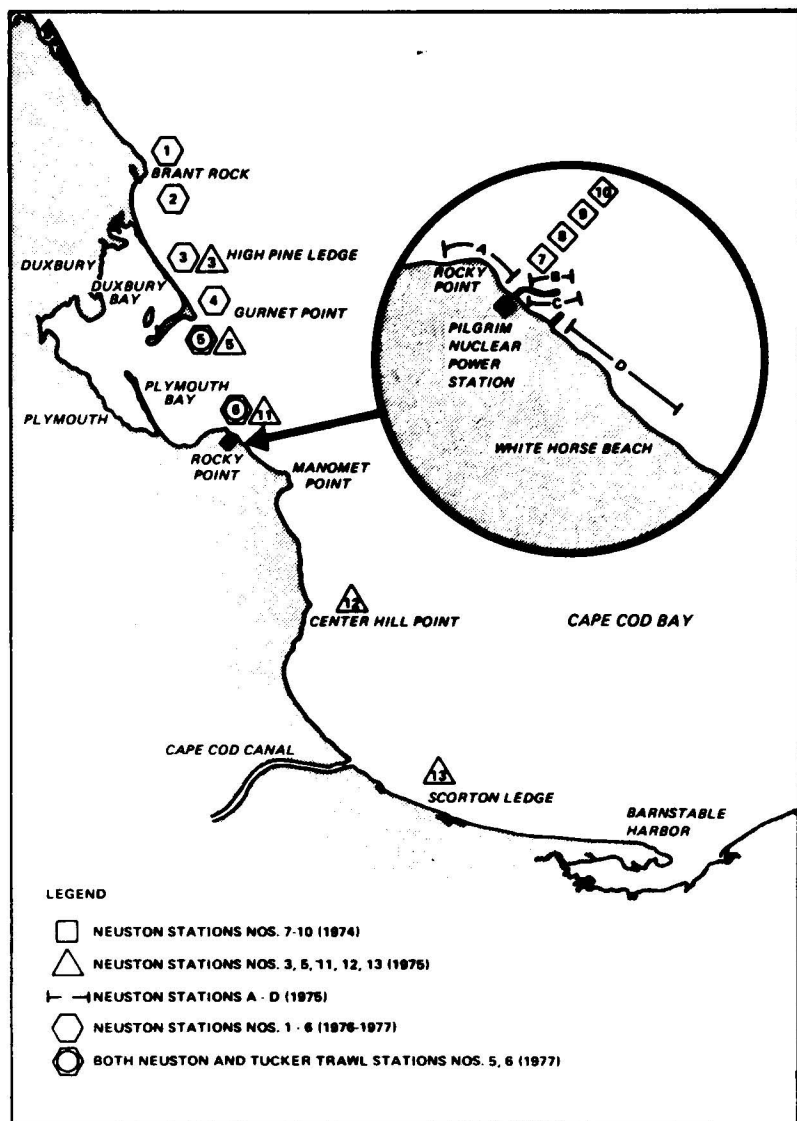 1
BRANT ROCK
2
3
3
HIGH PINE LEDGE
DUXBURY
DUXBURY
BAY
4
GURNET POINT
5
5
PLYMOUTH
BAY
PLYMOUTH
6
11
ROCKY
POINT
MANOMET
POINT
10
9
8
7
A
B
C
D
ROCKY
POINT
PILGRIM
NUCLEAR
POWER
STATION
WHITE HORSE BEACH
12
CENTER HILL POINT
CAPE COD BAY
CAPE COD CANAL
13
SCORTON LEDGE
BARNSTABLE
HARBOR
LEGEND
NEUSTON STATIONS NOS. 7-10 (1974)
NEUSTON STATIONS NOS. 3, 5, 11, 12, 13 (1975)
NEUSTON STATIONS A - D (1975)
NEUSTON STATIONS NOS. 1 - 6 (1976-1977)
BOTH NEUSTON AND TUCKER TRAWL STATIONS NOS. 5, 6 (1977)